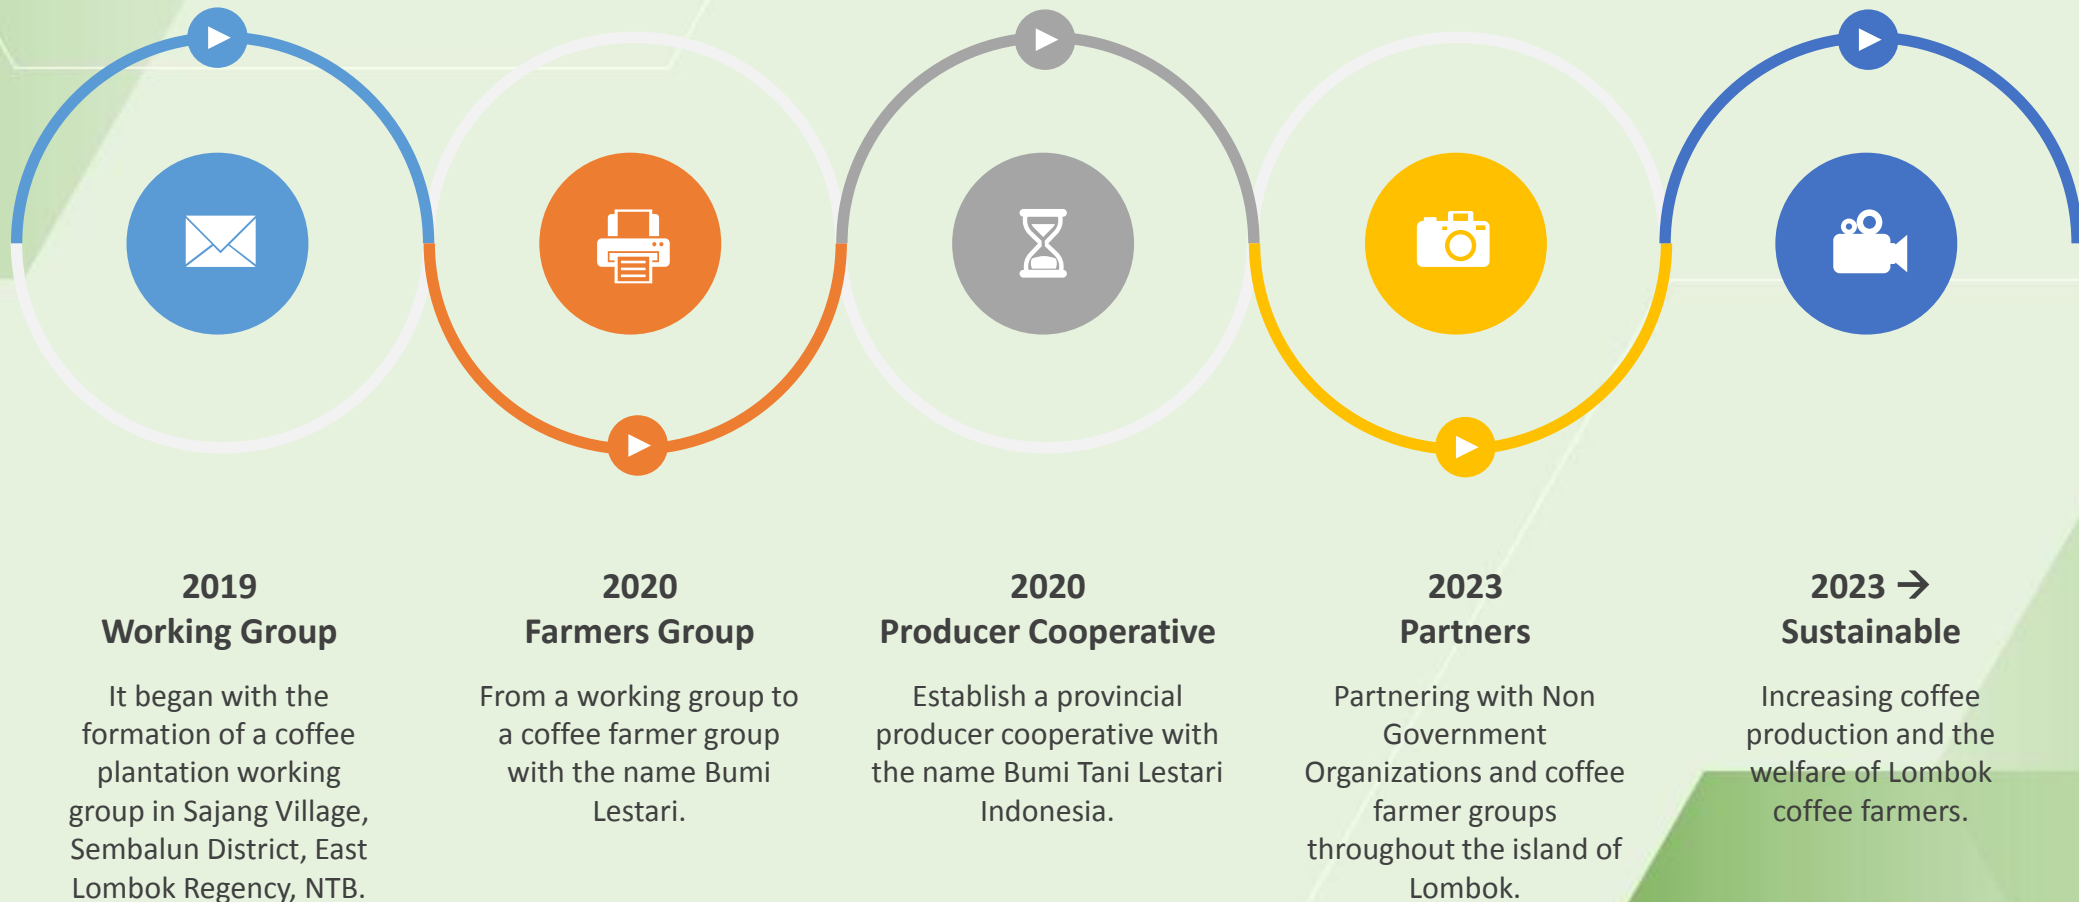 2019
Working Group
It began with the
formation of a coffee
plantation working
group in Sajang Village,
Sembalun District, East
Lombok Regency, NTB.
2020
Farmers Group
From a working group to
a coffee farmer group
with the name Bumi
Lestari.
2020
Producer Cooperative
Establish a provincial
producer cooperative with
the name Bumi Tani Lestari
Indonesia.
2023
Partners
Partnering with Non
Government
Organizations and coffee
farmer groups
throughout the island of
Lombok.
2023 →
Sustainable
Increasing coffee
production and the
welfare of Lombok
coffee farmers.